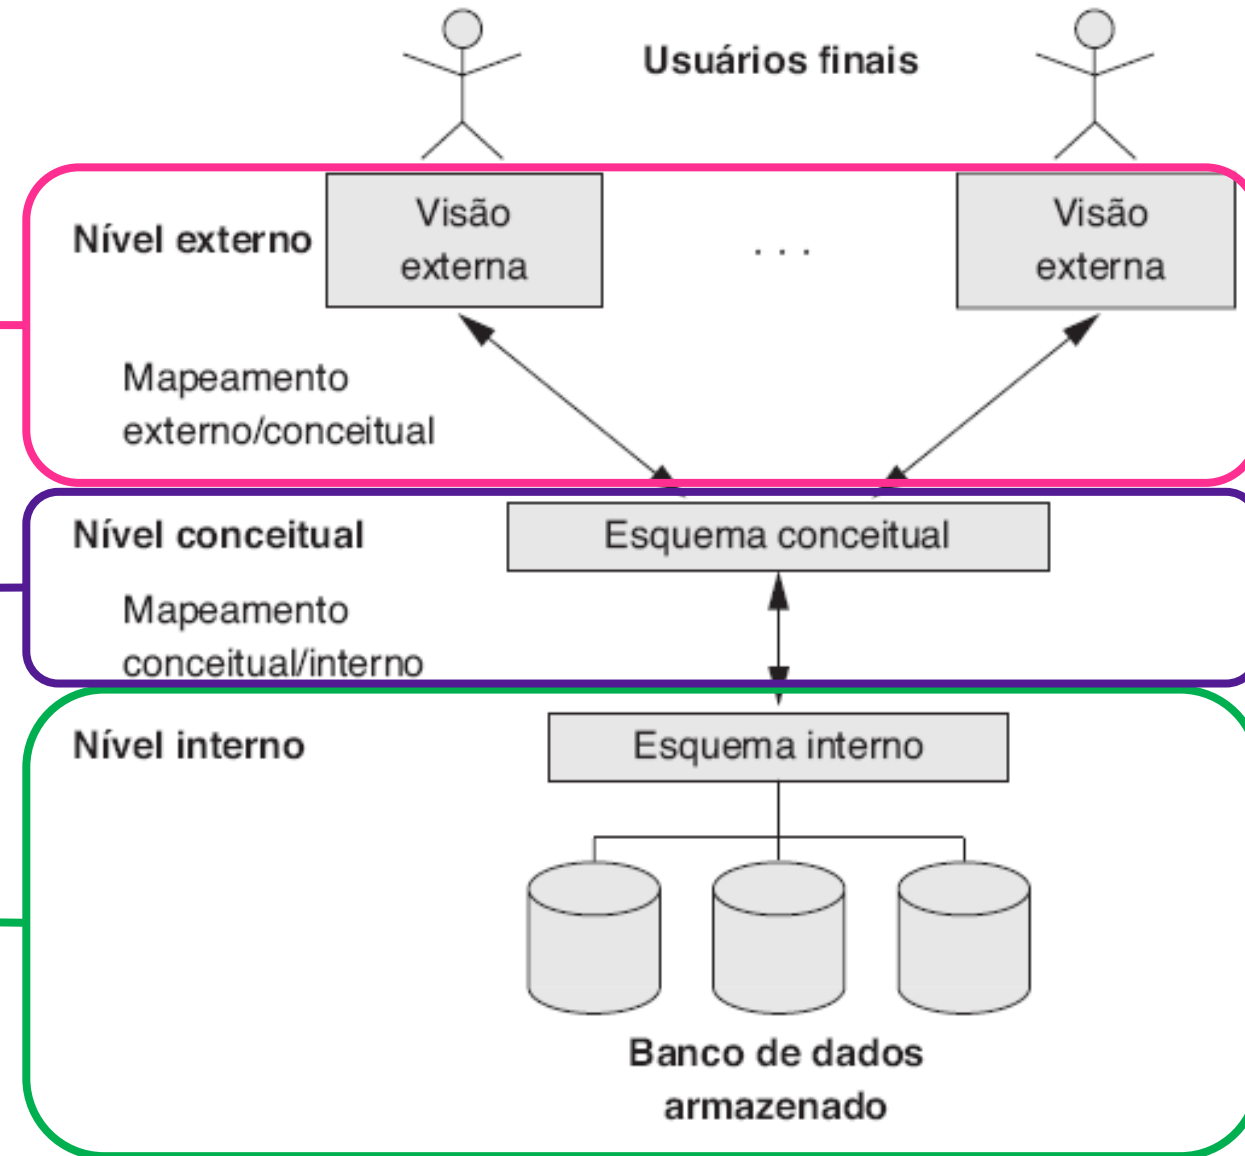 Usuários finais
Nível externo
Visão
externa
. . .
Visão
externa
Mapeamento
externo/conceitual
Nível conceitual
Esquema conceitual
Mapeamento
conceitual/interno
Nível interno
Esquema interno
Banco de dados
armazenado